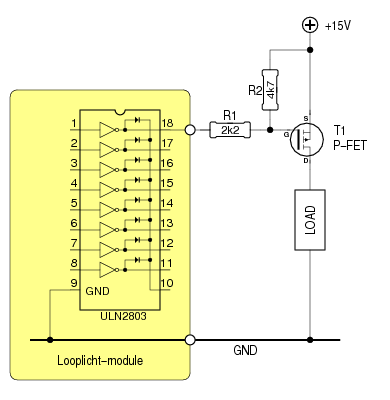 +15V
R2
4k7
R1
2k2
S
G
D
T1
P-FET
1 18
2 17
3 16
4 15
5 14
6 13
7 12
8 11
9 GND 10
ULN2803
LOAD
Looplicht-module
GND